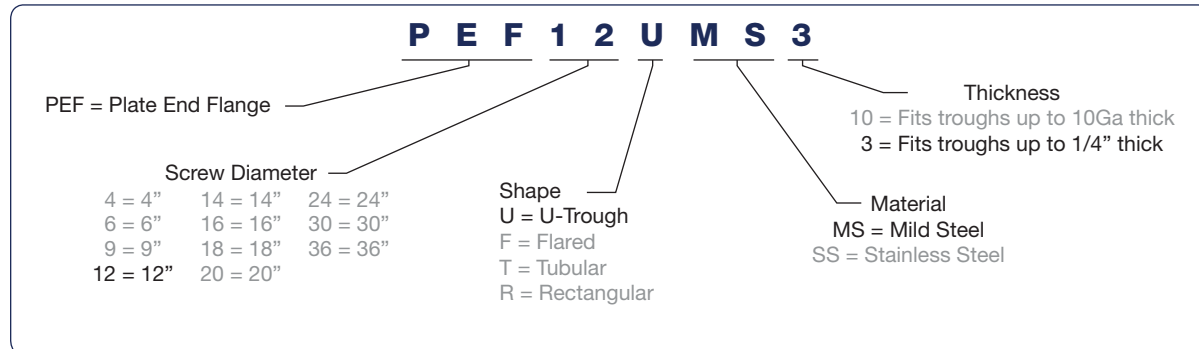 P E F 1 2 U M S 3
PEF = Plate End Flange
Screw Diameter
4 = 4” 14 = 14” 24 = 24”
6 = 6” 16 = 16” 30 = 30”
9 = 9” 18 = 18” 36 = 36”
12 = 12” 20 = 20”
Shape
U = U-Trough
F = Flared
T = Tubular
R = Rectangular
Thickness
10 = Fits troughs up to 10Ga thick
3 = Fits troughs up to 1/4” thick
Material
MS = Mild Steel
SS = Stainless Steel